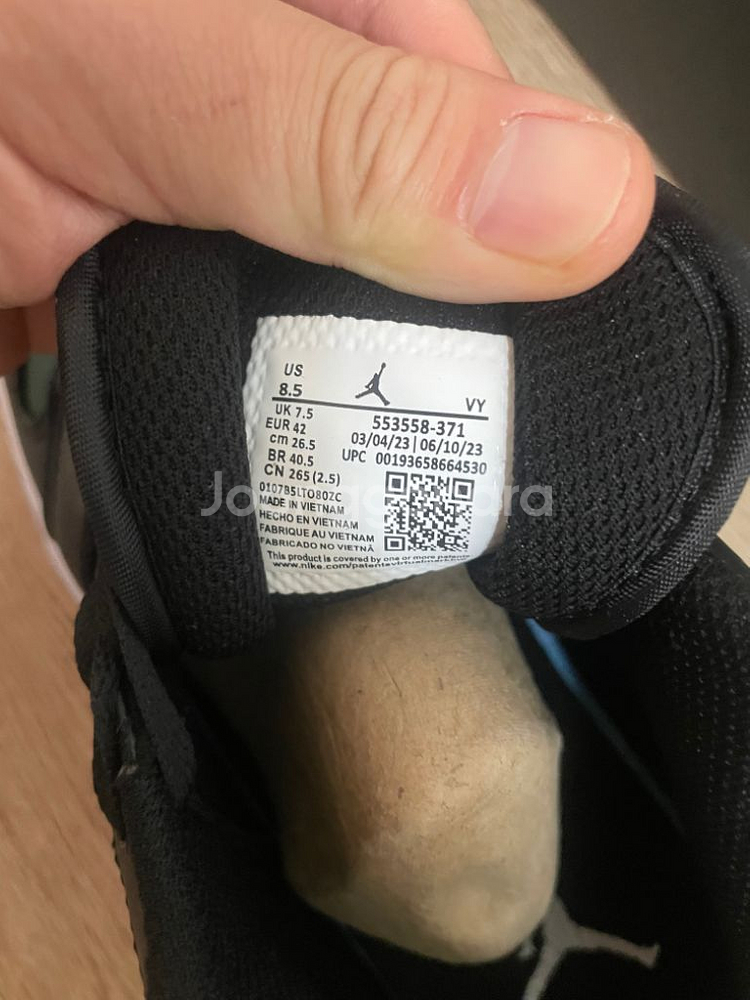 US
8.5
VY
UK 7.5
EUR 42
cm 26.5
BR 40.5
CN 265 (2.5)
553558-371
03/04/23 | 06/10/23
UPC 00193658664530
0107B5LTO80ZC
MADE IN VIETNAM
HECHO EN VIETNAM
FABRIQUE AU VIETNAM
FABRICADO NO VIETNÃ
This product is covered by one or more patents
www.nike.com/patents